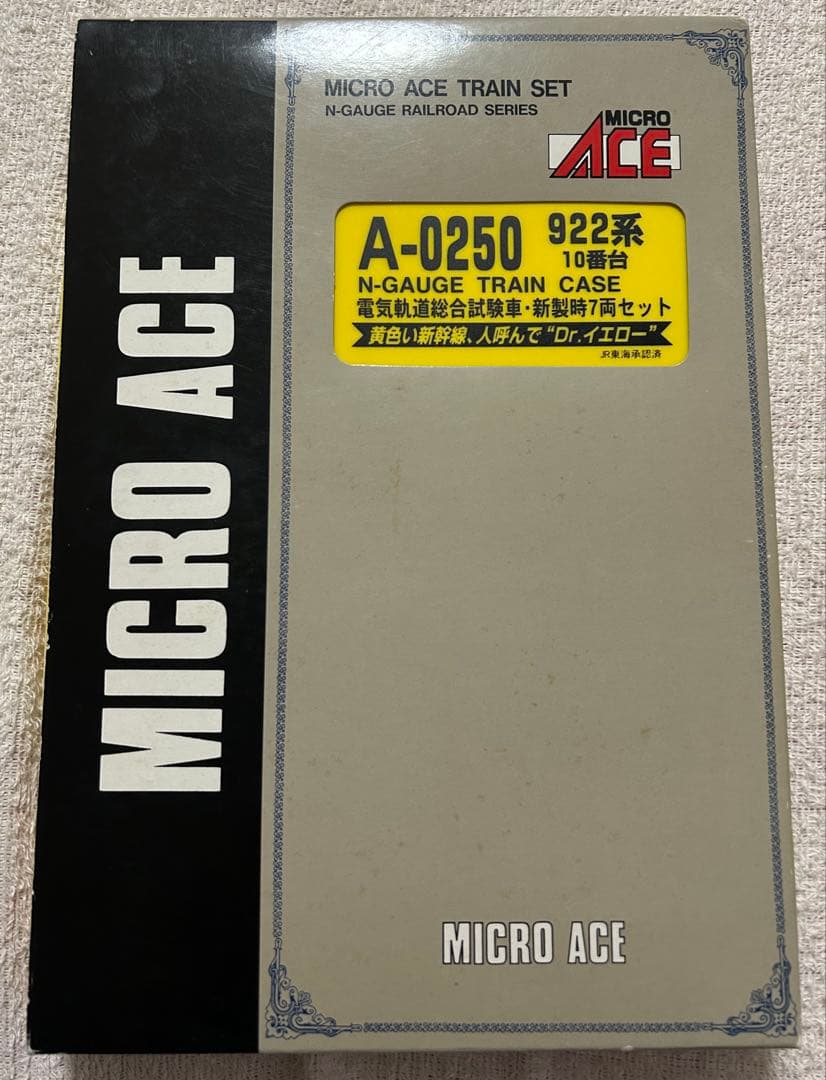 MICRO ACE
MICRO ACE TRAIN SET
N-GAUGE RAILROAD SERIES
MICRO
ACE
A-0250 922系
10番台
N-GAUGE TRAIN CASE
電気軌道総合試験車・新製時7両セット
黄色い新幹線、人呼んで“Dr.イエロー”
JR東海承認済
MICRO ACE